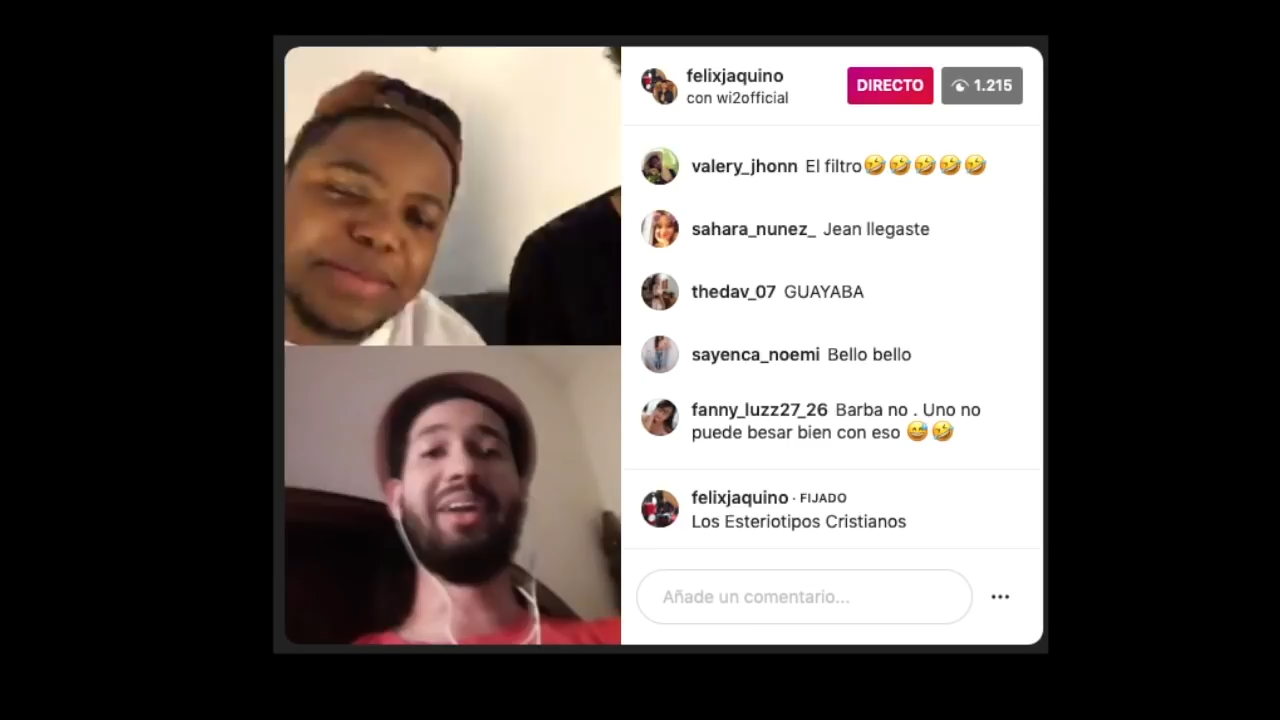 felixjaquino
con wi2official
DIRECTO
1.215
valery_jhonn El filtro🤣🤣🤣🤣🤣
sahara_nunez_ Jean llegaste
thedav_07 GUAYABA
sayenca_noemi Bello bello
fanny_luzz27_26 Barba no . Uno no
puede besar bien con eso 😅🤣
felixjaquino · FIJADO
Los Esteriotipos Cristianos
Añade un comentario...